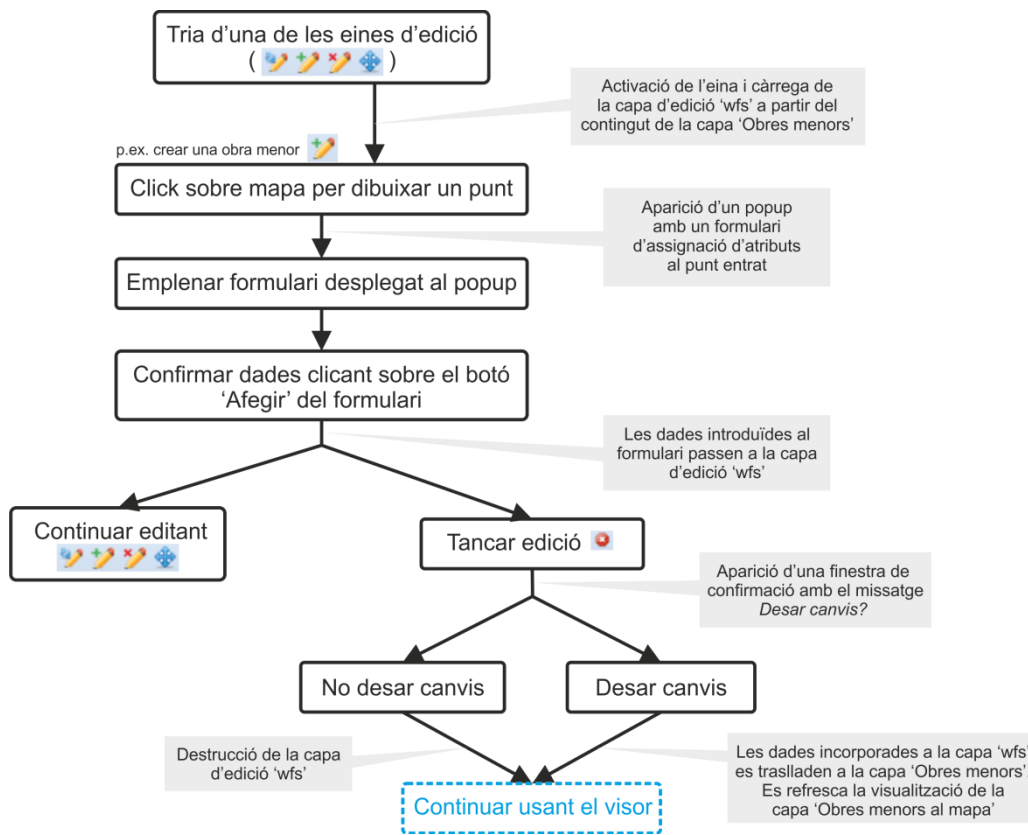 Tria d’una de les eines d’edició
( )
Activació de l’eina i càrrega de
la capa d’edició ‘wfs’ a partir del
contingut de la capa ‘Obres menors’
p.ex. crear una obra menor
Click sobre mapa per dibuixar un punt
Aparició d’un popup
amb un formulari
d’assignació d’atributs
al punt entrat
Emplenar formulari desplegat al popup
Confirmar dades clicant sobre el botó
‘Afegir’ del formulari
Les dades introduïdes al
formulari passen a la capa
d’edició ‘wfs’
Continuar editant
Tancar edició
Aparició d’una finestra de
confirmació amb el missatge
Desar canvis?
No desar canvis
Desar canvis
Destrucció de la capa
d’edició ‘wfs’
Les dades incorporades a la capa ‘wfs’
es traslladen a la capa ‘Obres menors’.
Es refresca la visualització de la
capa ‘Obres menors al mapa’
Continuar usant el visor